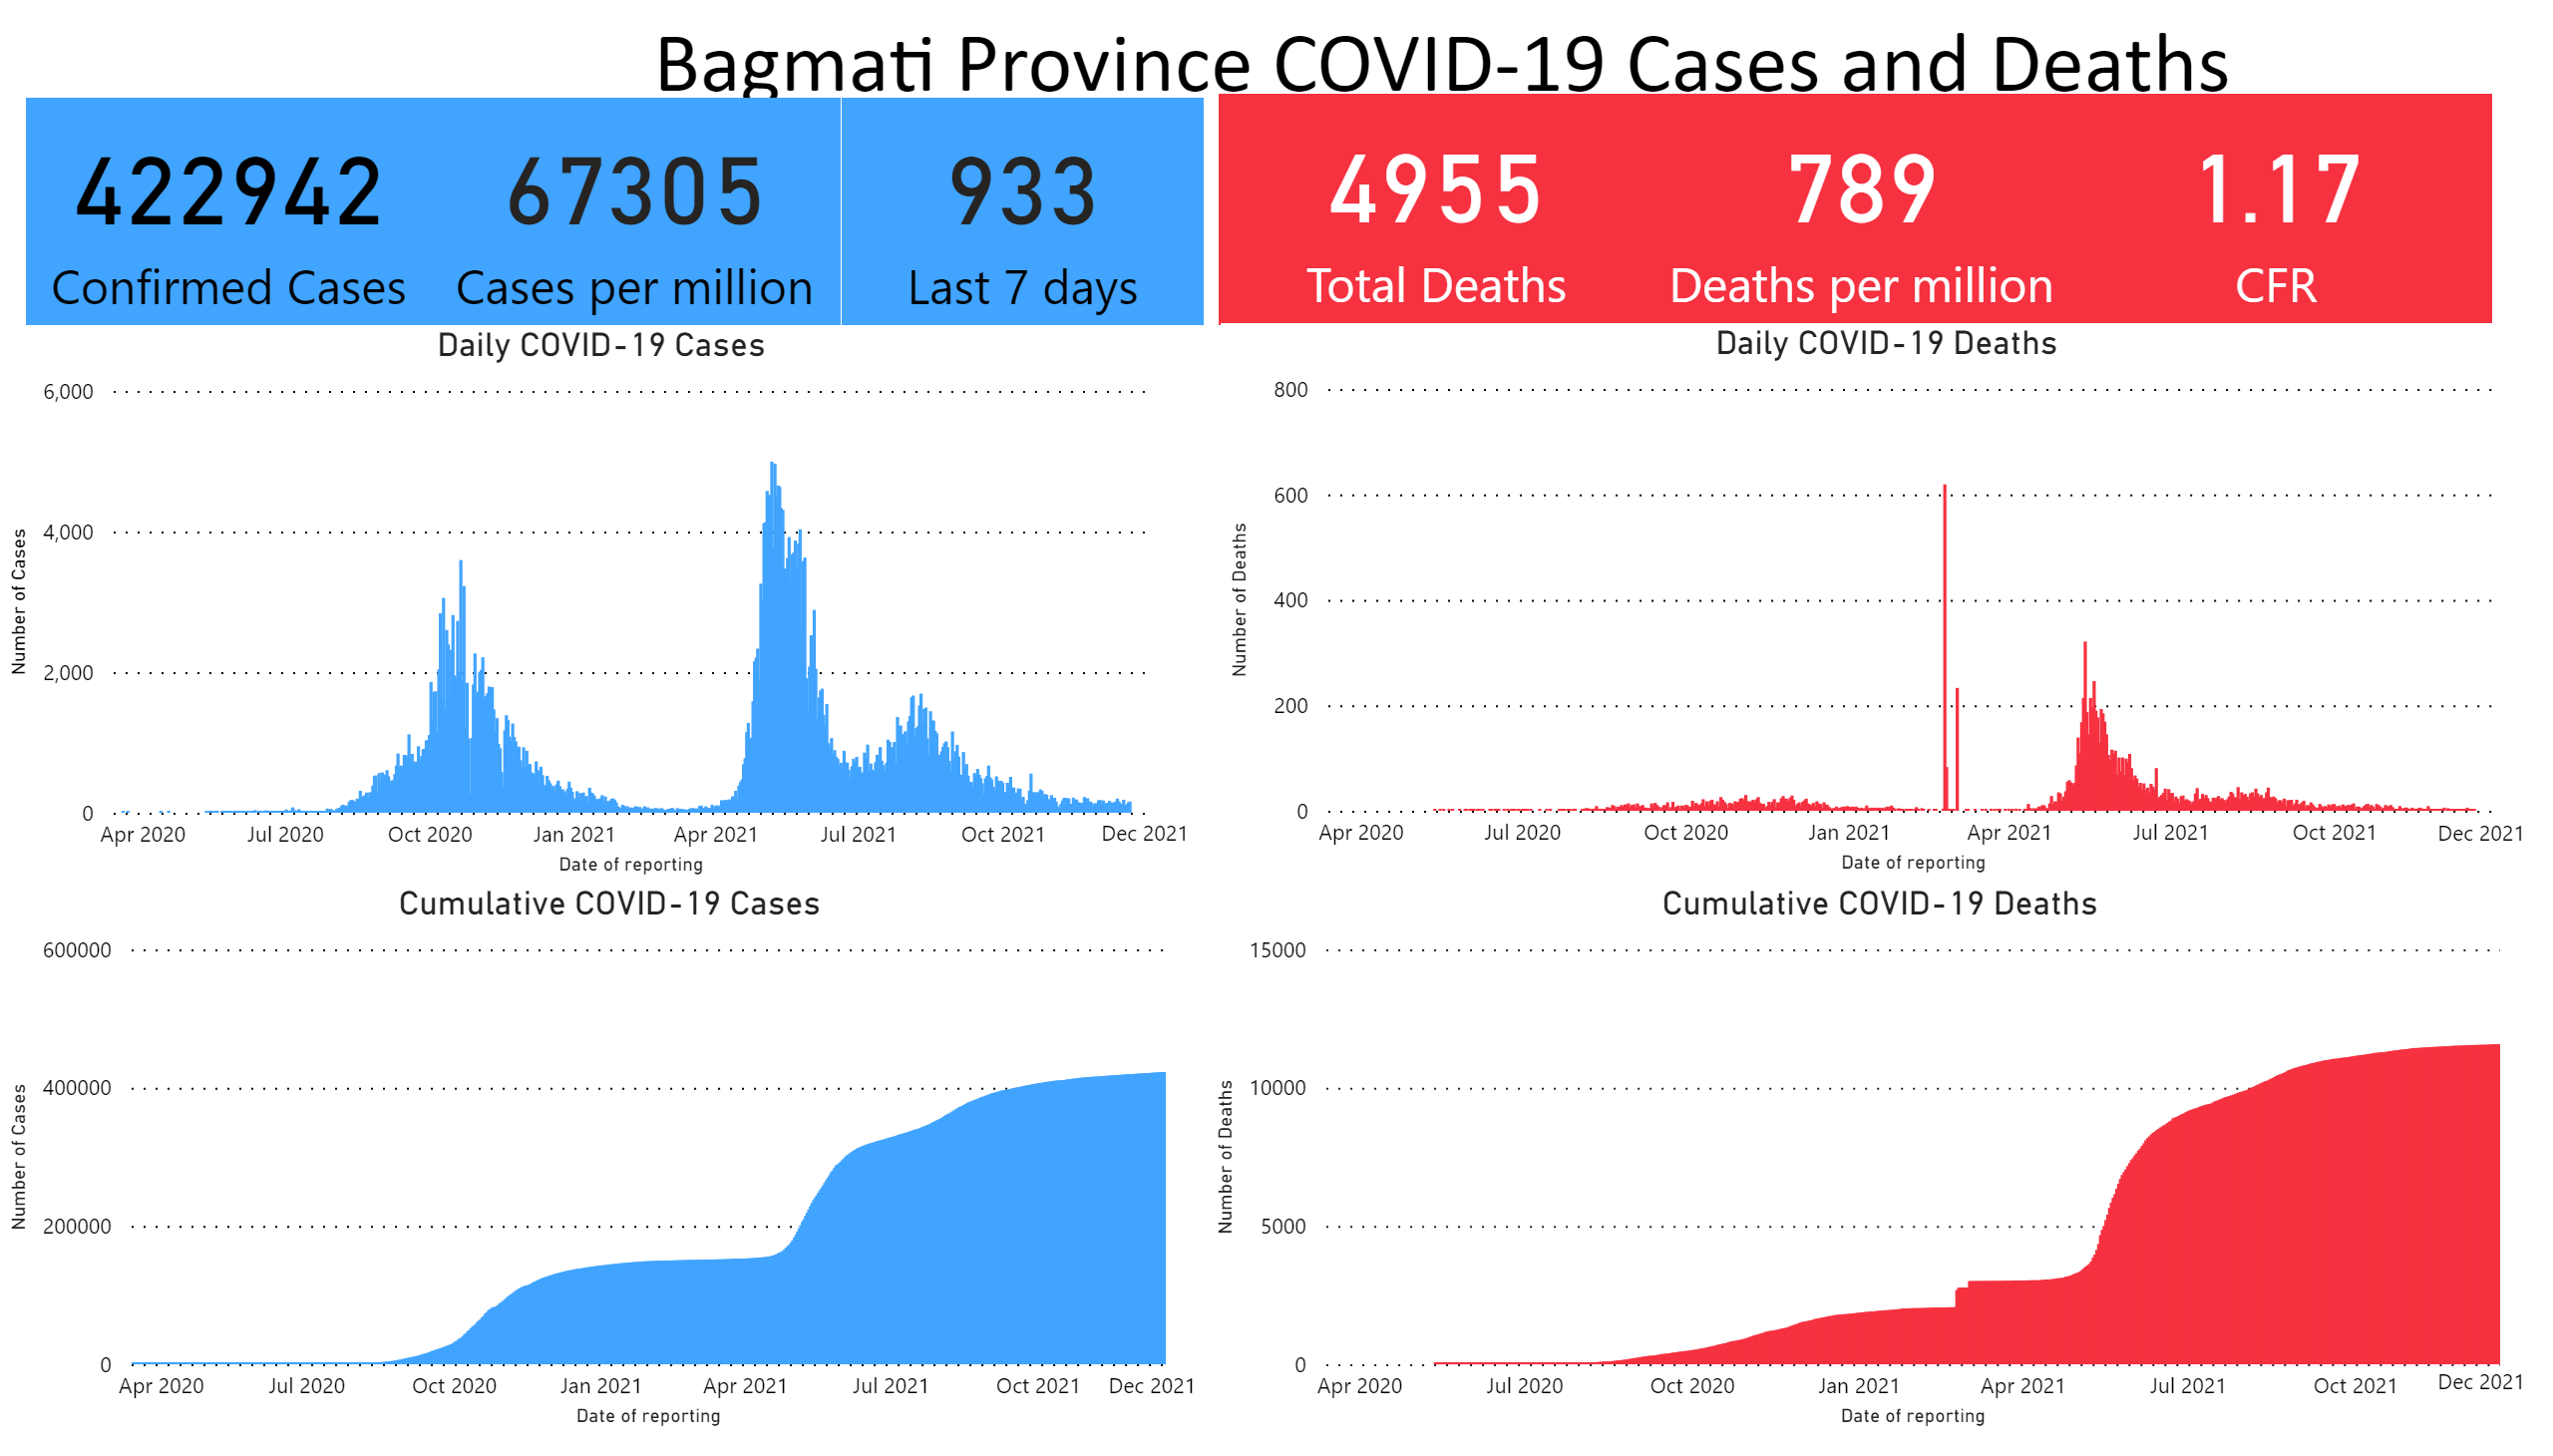 Bagmati Province COVID-19 Cases and Deaths
422942 67305 933
Confirmed Cases Cases per million Last 7 days
4955 789 1.17
Total Deaths Deaths per million CFR
Daily COVID-19 Cases
Number of Cases
6,000
4,000
2,000
0
Apr 2020 Jul 2020 Oct 2020 Jan 2021 Apr 2021 Jul 2021 Oct 2021 Dec 2021
Date of reporting
Daily COVID-19 Deaths
Number of Deaths
800
600
400
200
0
Apr 2020 Jul 2020 Oct 2020 Jan 2021 Apr 2021 Jul 2021 Oct 2021 Dec 2021
Date of reporting
Cumulative COVID-19 Cases
Number of Cases
600000
400000
200000
0
Apr 2020 Jul 2020 Oct 2020 Jan 2021 Apr 2021 Jul 2021 Oct 2021 Dec 2021
Date of reporting
Cumulative COVID-19 Deaths
Number of Deaths
15000
10000
5000
0
Apr 2020 Jul 2020 Oct 2020 Jan 2021 Apr 2021 Jul 2021 Oct 2021 Dec 2021
Date of reporting